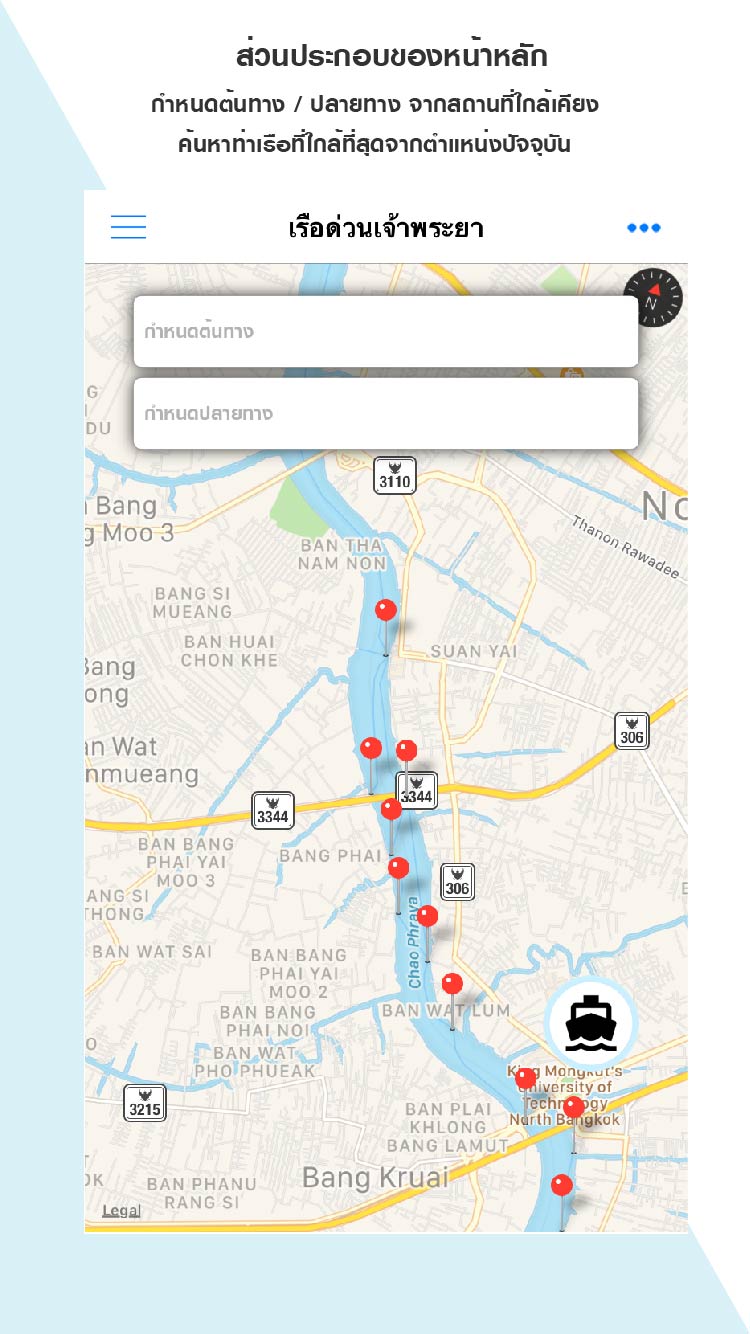 ส่วนประกอบของหน้าหลัก
กำหนดต้นทาง / ปลายทาง จากสถานที่ใกล้เคียง
ค้นหาท่าเรือที่ใกล้ที่สุดจากตำแหน่งปัจจุบัน
เรือด่วนเจ้าพระยา
N
กำหนดต้นทาง
กำหนดปลายทาง
G
DU
3110
Bang
g Moo 3
No
Thanon Rawadee
BAN THA
NAM NON
BANG SI
MUEANG
BAN HUAI
CHON KHE
SUAN YAI
Bang
ong
306
an Wat
nmueang
3344
3344
BAN BANG
PHAI YAI
MOO 3
BANG PHAI
306
ANG SI
THONG
Chao Phraya
BAN WAT SAI
BAN BANG
PHAI YAI
MOO 2
BAN BANG
PHAI NOI
BAN WAT LUM
BAN WAT
PHO PHUEAK
O
King Mongkut's
University of
Technology
North Bangkok
3215
BAN PLAI
KHLONG
BANG LAMUT
Bang Kruai
OK
BAN PHANU
RANG SI
Legal